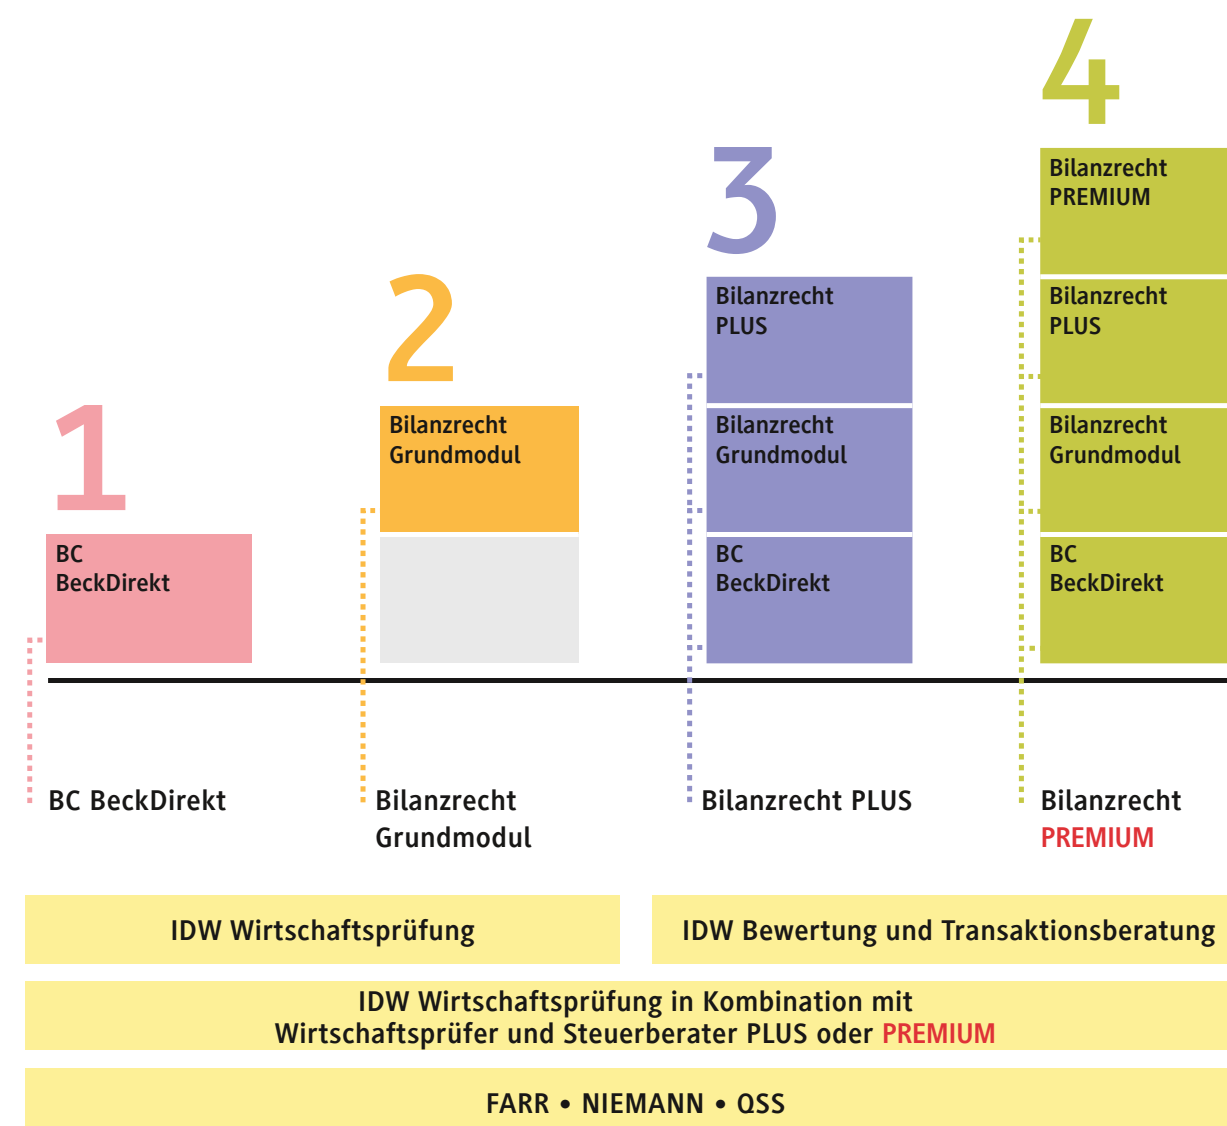 1
BC
BeckDirekt
BC BeckDirekt
2
Bilanzrecht
Grundmodul
Bilanzrecht
Grundmodul
3
Bilanzrecht
PLUS
Bilanzrecht
Grundmodul
BC
BeckDirekt
Bilanzrecht PLUS
4
Bilanzrecht
PREMIUM
Bilanzrecht
PLUS
Bilanzrecht
Grundmodul
BC
BeckDirekt
Bilanzrecht
PREMIUM
IDW Wirtschaftsprüfung
IDW Bewertung und Transaktionsberatung
IDW Wirtschaftsprüfung in Kombination mit
Wirtschaftsprüfer und Steuerberater PLUS oder PREMIUM
FARR • NIEMANN • QSS